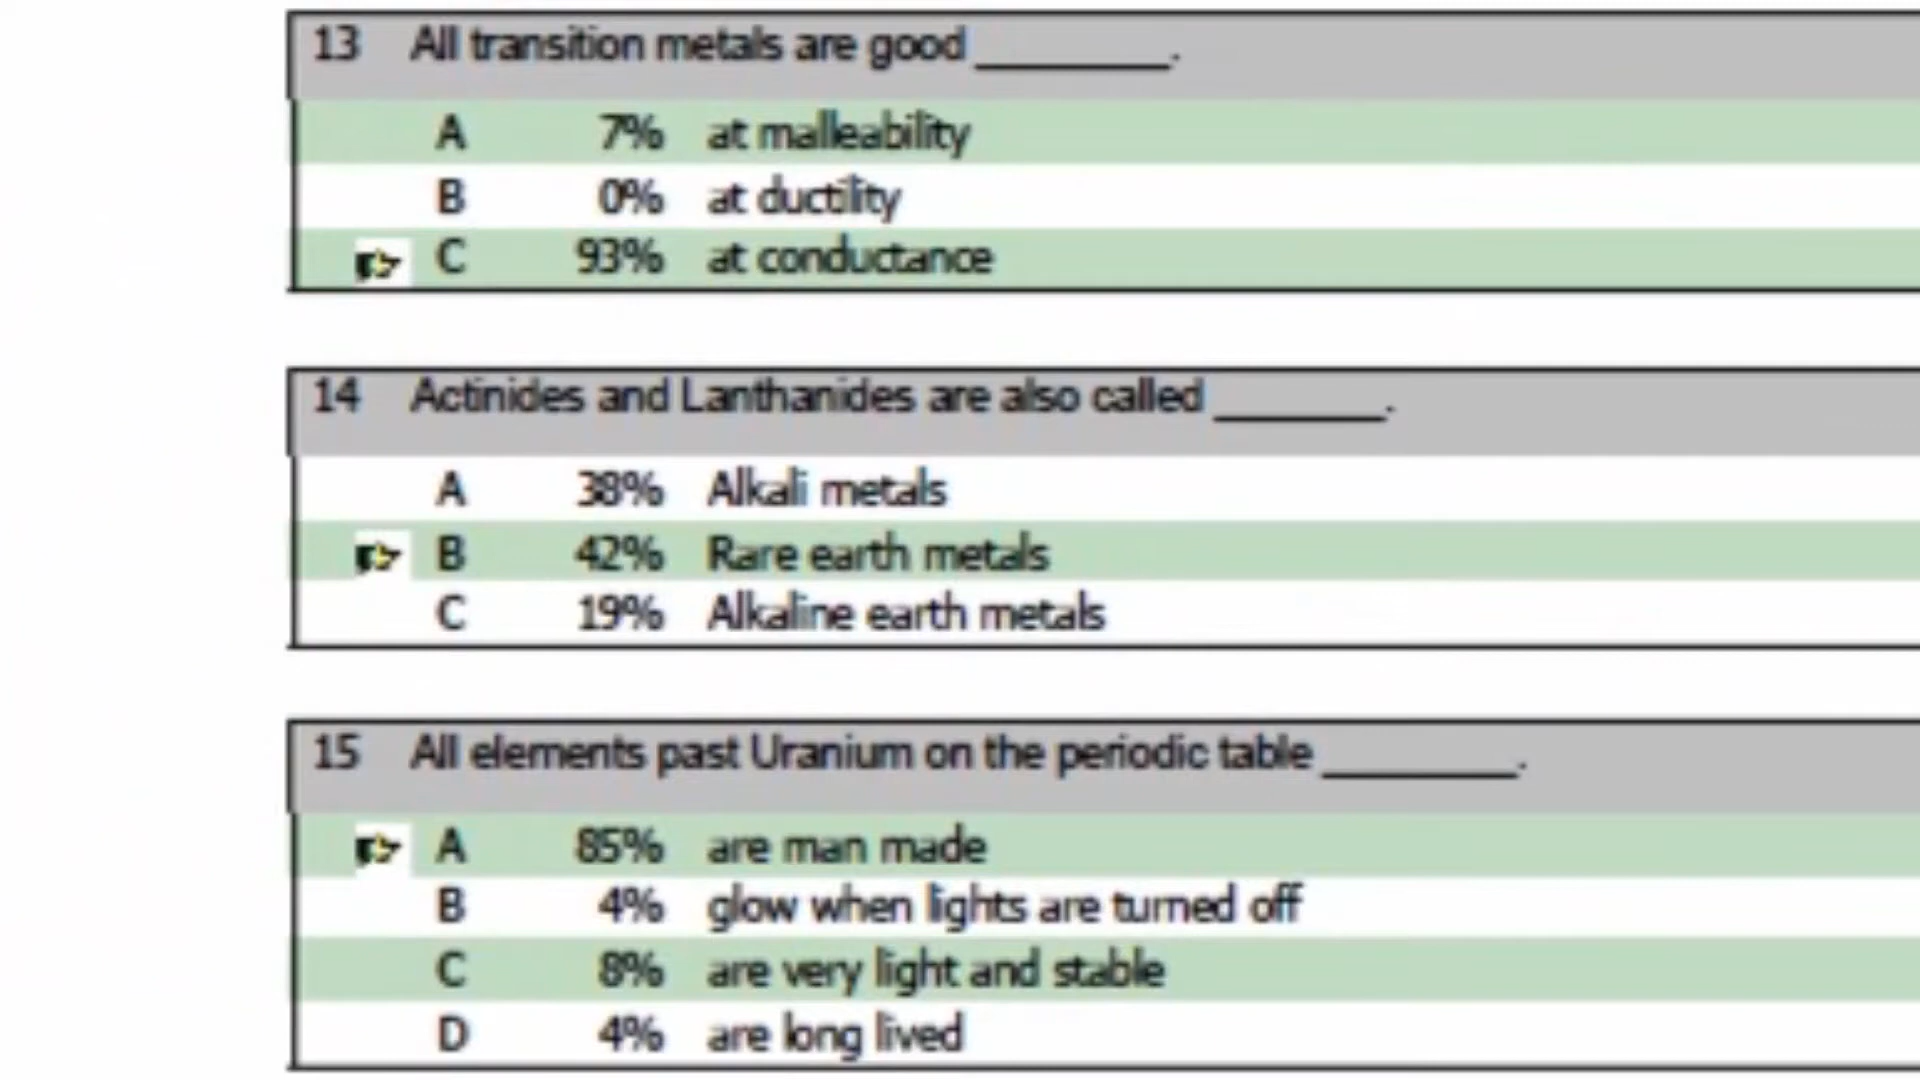 13 All transition metals are good ________.
A 7% at malleability
B 0% at ductility
C 93% at conductance
14 Actinides and Lanthanides are also called _______.
A 38% Alkali metals
B 42% Rare earth metals
C 19% Alkaline earth metals
15 All elements past Uranium on the periodic table ________.
A 85% are man made
B 4% glow when lights are turned off
C 8% are very light and stable
D 4% are long lived